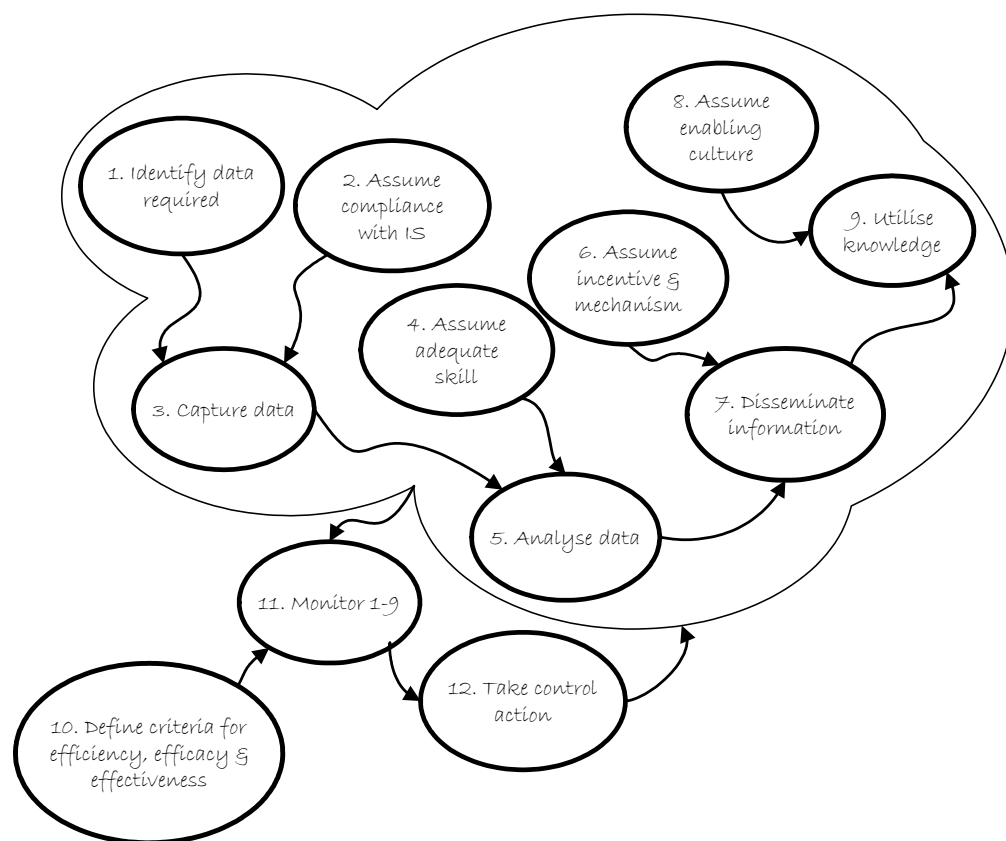 1. Identify data
required
2. Assume
compliance
with IS
3. Capture data
4. Assume
adequate
skill
5. Analyse data
6. Assume
incentive &
mechanism
7. Disseminate
information
8. Assume
enabling
culture
9. Utilise
knowledge
10. Define criteria for
efficiency, efficacy &
effectiveness
11. Monitor 1-9
12. Take control
action